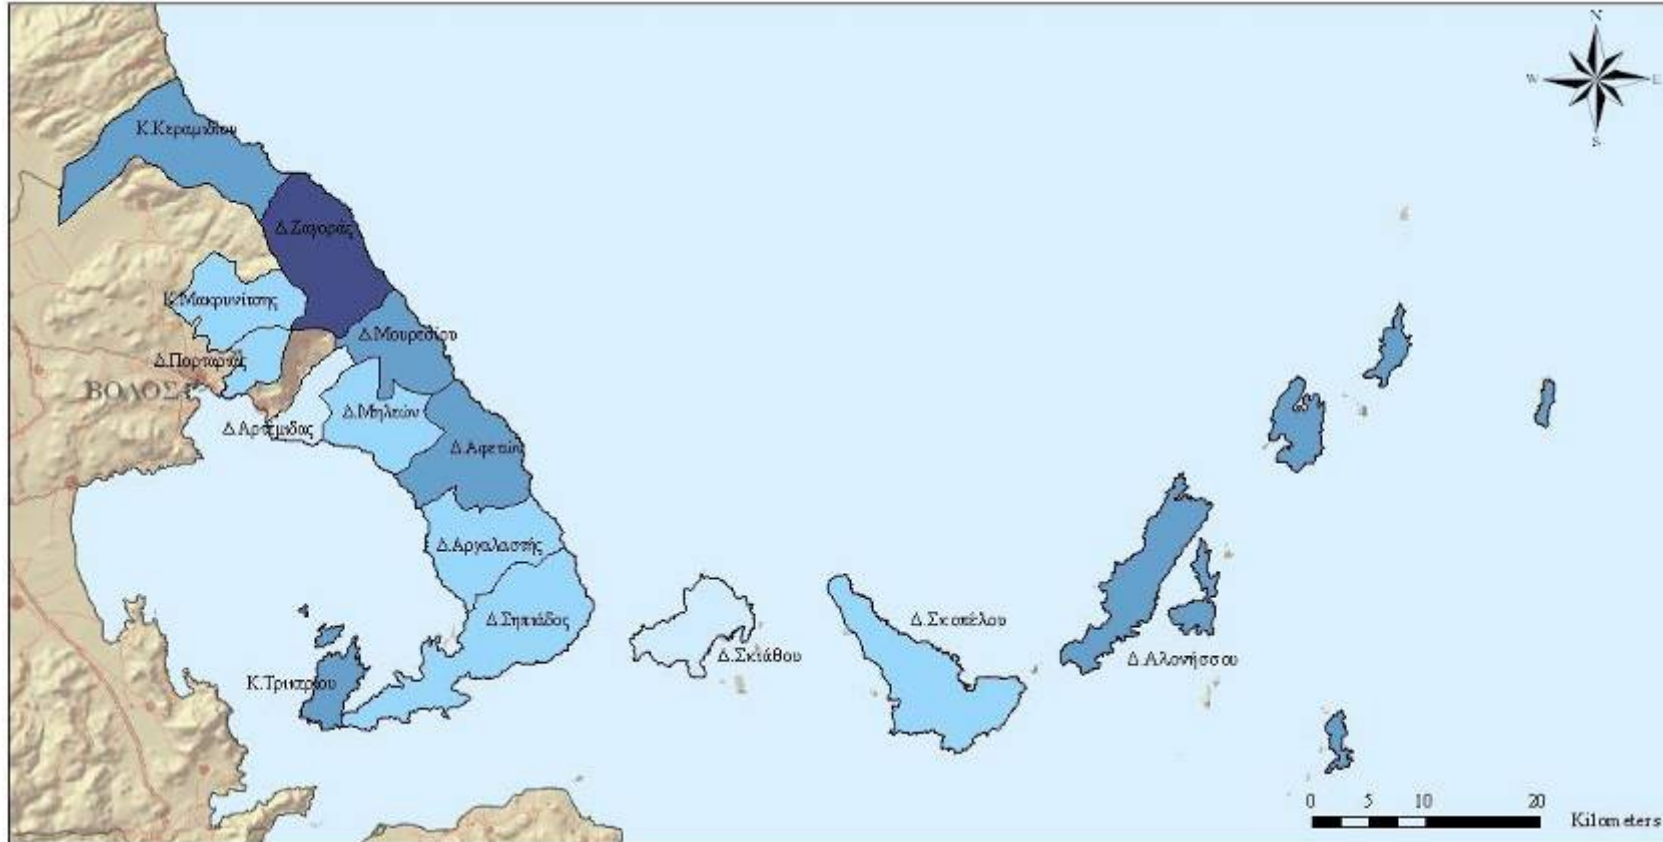 N
W E
S
Κ.Κεραμιδίου
Δ.Ζαγοράς
Κ.Μακρυνίτσης
Δ.Μουρεσίου
Δ.Πορταριάς
ΒΟΛΟΣ
Δ.Μηλεών
Δ.Αρτέμιδας
Δ.Αφετών
Δ.Αργαλαστής
Δ.Σηπιάδος
Δ.Σκοπέλου
Δ.Σκιάθου
Δ.Αλοννήσου
Κ.Τρικερίου
0 5 10 20
Kilometers